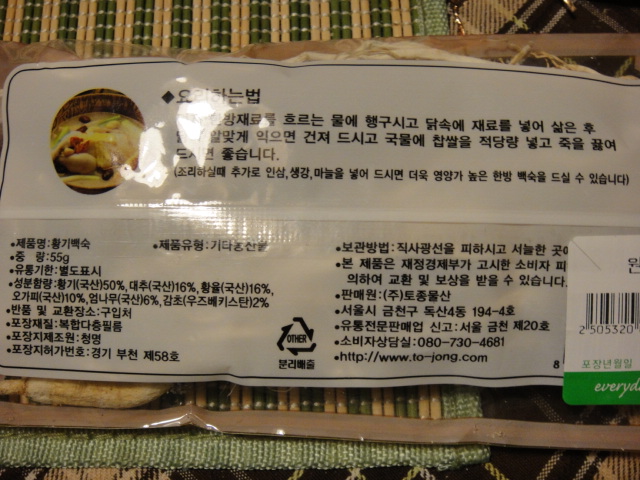 ◆요리하는법
한방재료를 흐르는 물에 행구시고 닭속에 재료를 넣어 삶은 후
알맞게 익으면 건져 드시고 국물에 찹쌀을 적당량 넣고 죽을 끓여
드시면 좋습니다.
(조리하실때 추가로 인삼,생강,마늘을 넣어 드시면 더욱 영양가 높은 한방 백숙을 드실 수 있습니다)
•제품명:황기백숙 •제품유형:기타농산물
•중 량:55g
•유통기한:별도표시
•성분함량:황기(국산)50%, 대추(국산)16%, 황율(국산)16%,
오가피(국산)10%, 엄나무(국산)6%, 감초(우즈베키스탄)2%
•반품 및 교환장소:구입처
•포장재질:복합다층필름
•포장지제조원:청명
•포장지허가번호:경기 부천 제58호
OTHER
분리배출
•보관방법:직사광선을 피하시고 서늘한 곳에
•본 제품은 재정경제부가 고시한 소비자 피
의하여 교환 및 보상을 받을 수 있습니다.
•판매원:(주)토종물산
•서울시 금천구 독산4동 194-4호
•유통전문판매업 신고:서울 금천 제20호
•소비자상담실:080-730-4681
•http://www.to-jong.com
8
2 505320
포장년월일
everyd